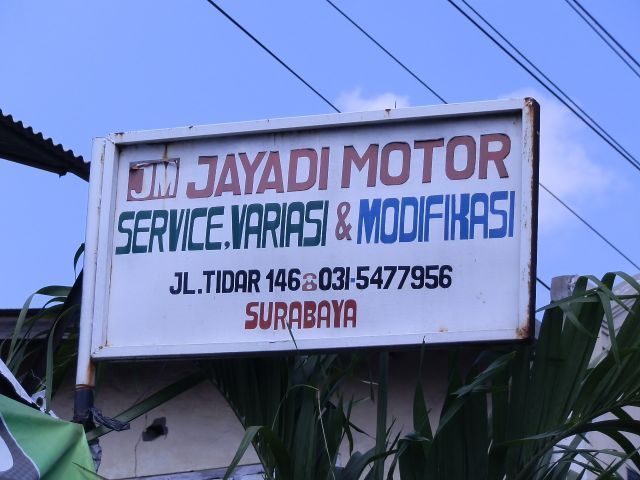 JM JAYADI MOTOR
SERVICE, VARIASI & MODIFIKASI
JL. TIDAR 146 ☎ 031-5477956
SURABAYA